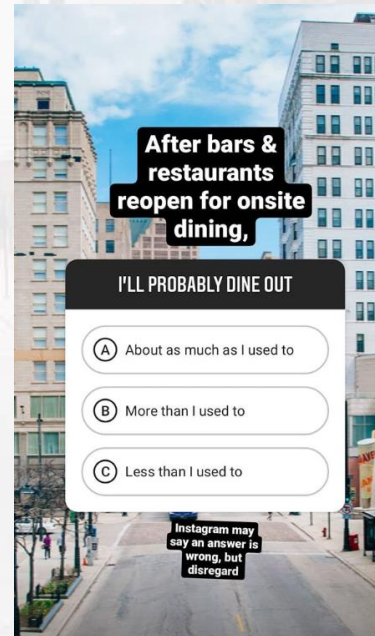 After bars &
restaurants
reopen for onsite
dining,
I'LL PROBABLY DINE OUT
A About as much as I used to
B More than I used to
C Less than I used to
Instagram may
say an answer is
wrong, but
disregard